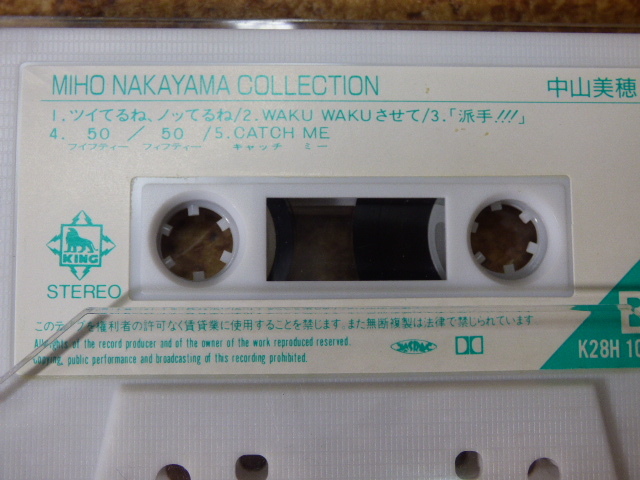 MIHO NAKAYAMA COLLECTION 中山美穂
1. ツイてるね、ノッてるね/2. WAKU WAKUさせて/3.「派手!!!」
4. 50 / 50 /5. CATCH ME
フィフティー フィフティー キャッチ ミー
KING
STEREO
このテープを権利者の許可なく賃貸業に使用することを禁じます。また無断複製は法律で禁じられています
All rights of the record producer and of the owner of the work reproduced reserved.
Copying, public performance and broadcasting of this recording prohibited.
K28H 10